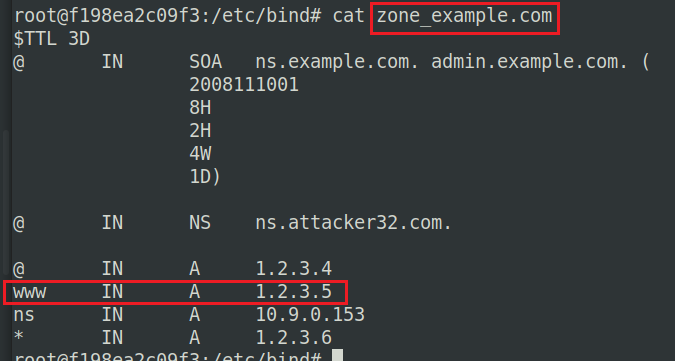 root@f198ea2c09f3:/etc/bind# cat zone_example.com
$TTL 3D
@ IN SOA ns.example.com. admin.example.com. (
2008111001
8H
2H
4W
1D)
@ IN NS ns.attacker32.com.
@ IN A 1.2.3.4
www IN A 1.2.3.5
ns IN A 10.9.0.153
* IN A 1.2.3.6
root@f198ea2c09f3:/etc/bind#